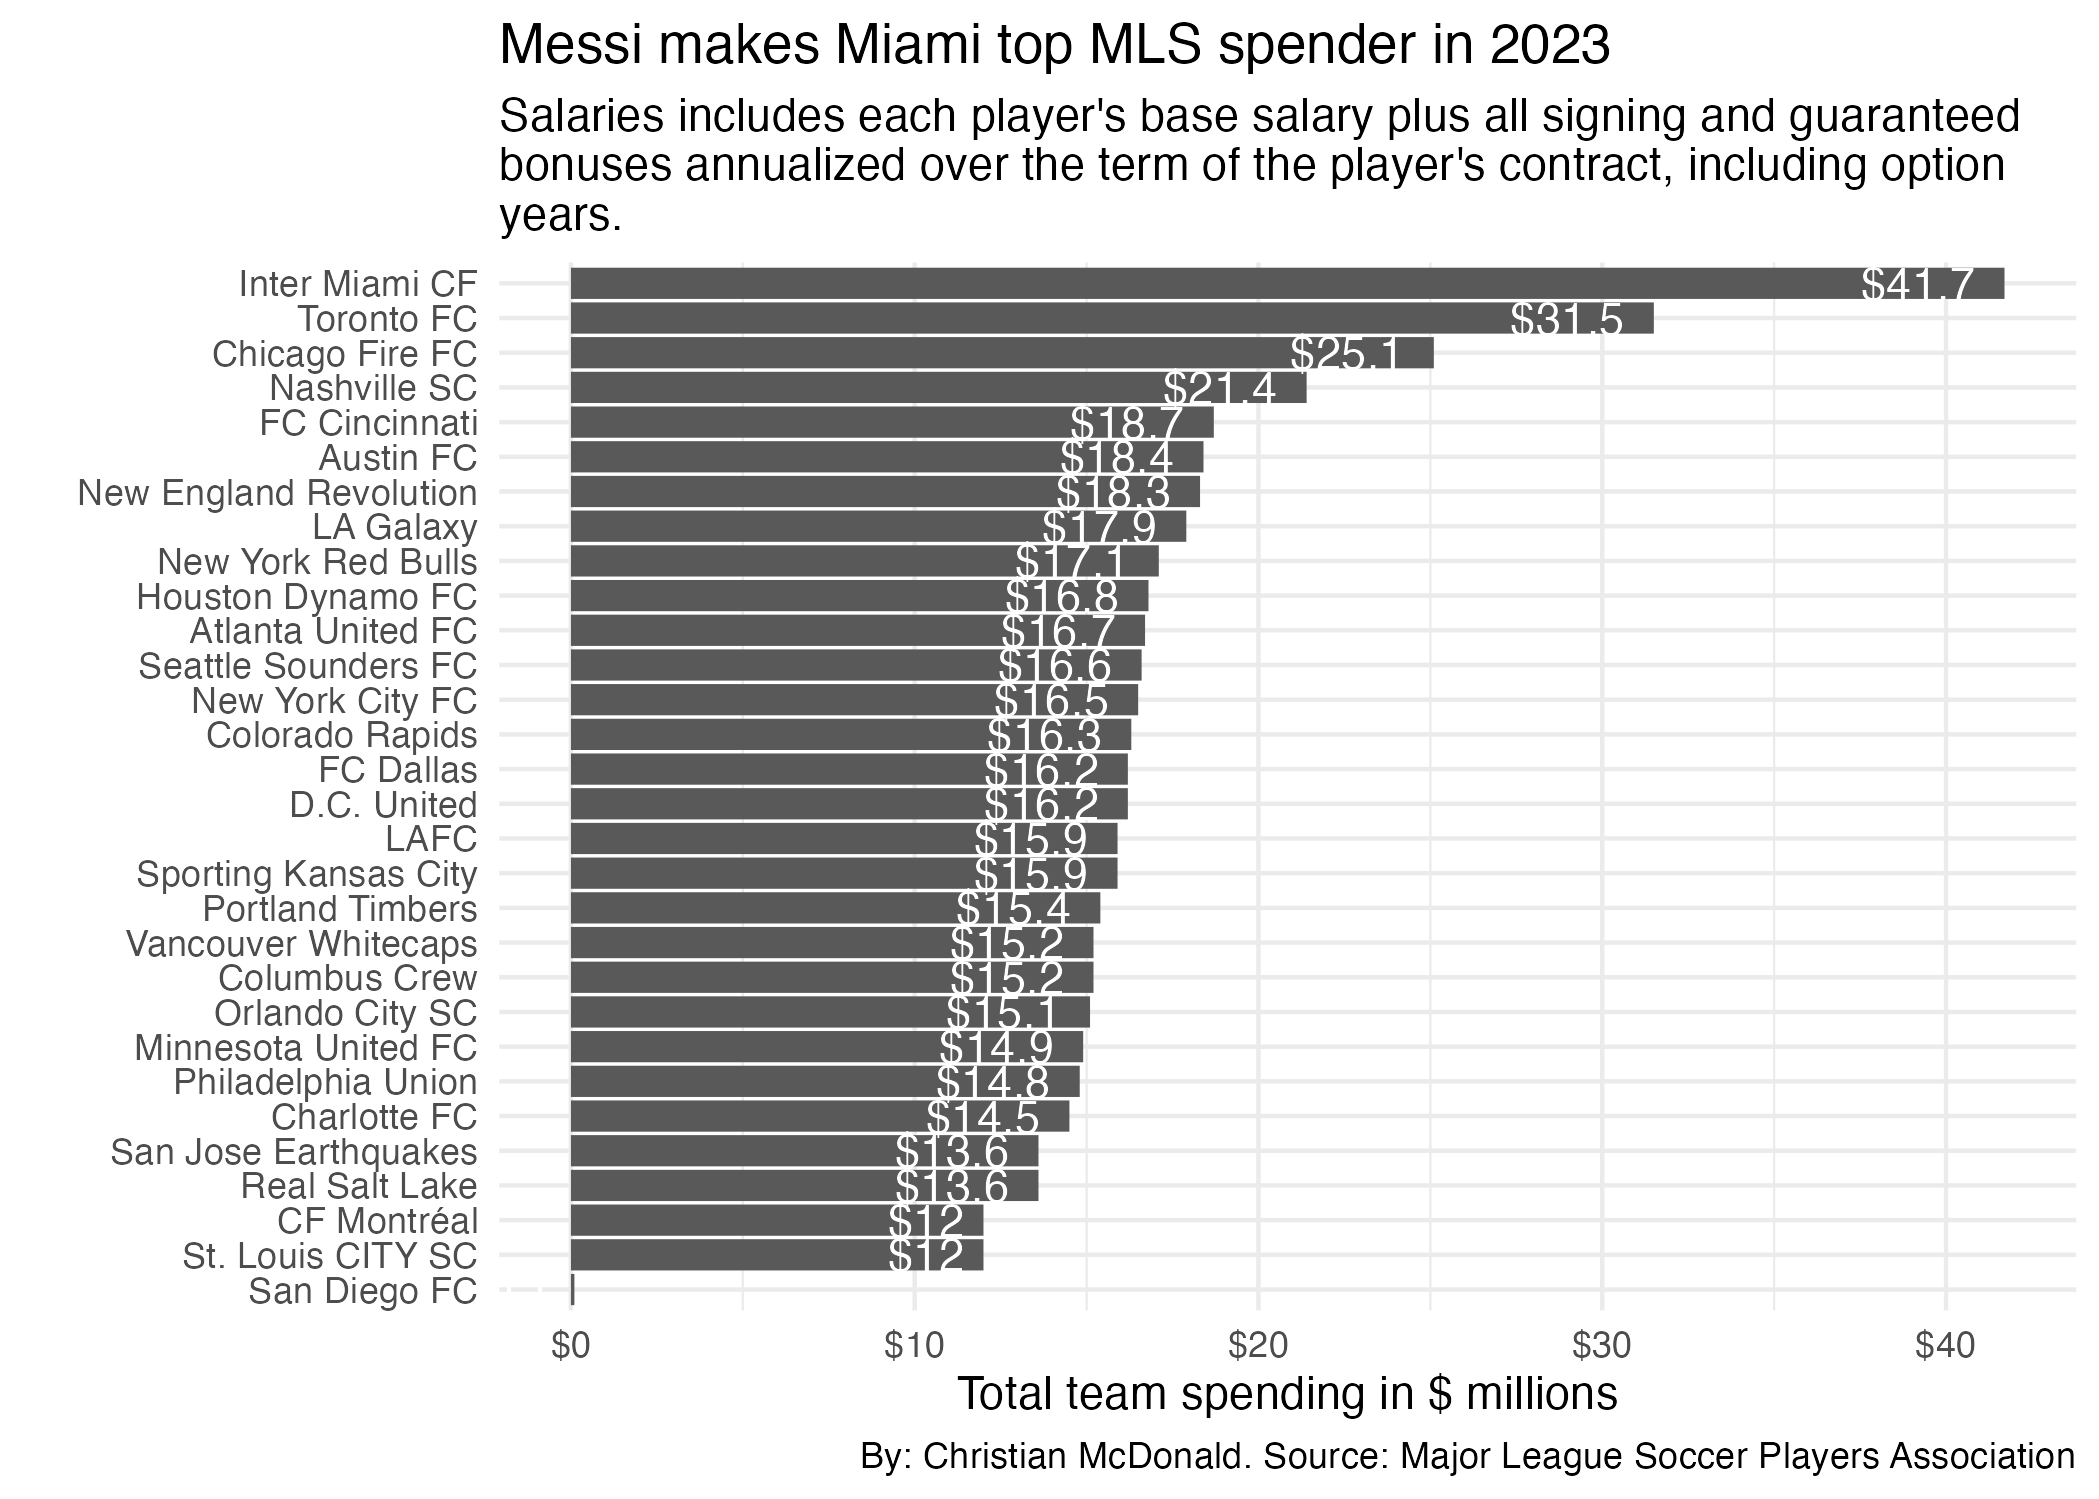 Messi makes Miami top MLS spender in 2023
Salaries includes each player's base salary plus all signing and guaranteed
bonuses annualized over the term of the player's contract, including option
years.
Inter Miami CF $41.7
Toronto FC $31.5
Chicago Fire FC $25.1
Nashville SC $21.4
FC Cincinnati $18.7
Austin FC $18.4
New England Revolution $18.3
LA Galaxy $17.9
New York Red Bulls $17.1
Houston Dynamo FC $16.8
Atlanta United FC $16.7
Seattle Sounders FC $16.6
New York City FC $16.5
Colorado Rapids $16.3
FC Dallas $16.2
D.C. United $16.2
LAFC $15.9
Sporting Kansas City $15.9
Portland Timbers $15.4
Vancouver Whitecaps $15.2
Columbus Crew $15.2
Orlando City SC $15.1
Minnesota United FC $14.9
Philadelphia Union $14.8
Charlotte FC $14.5
San Jose Earthquakes $13.6
Real Salt Lake $13.6
CF Montréal $12
St. Louis CITY SC $12
San Diego FC
$0 $10 $20 $30 $40
Total team spending in $ millions
By: Christian McDonald. Source: Major League Soccer Players Association